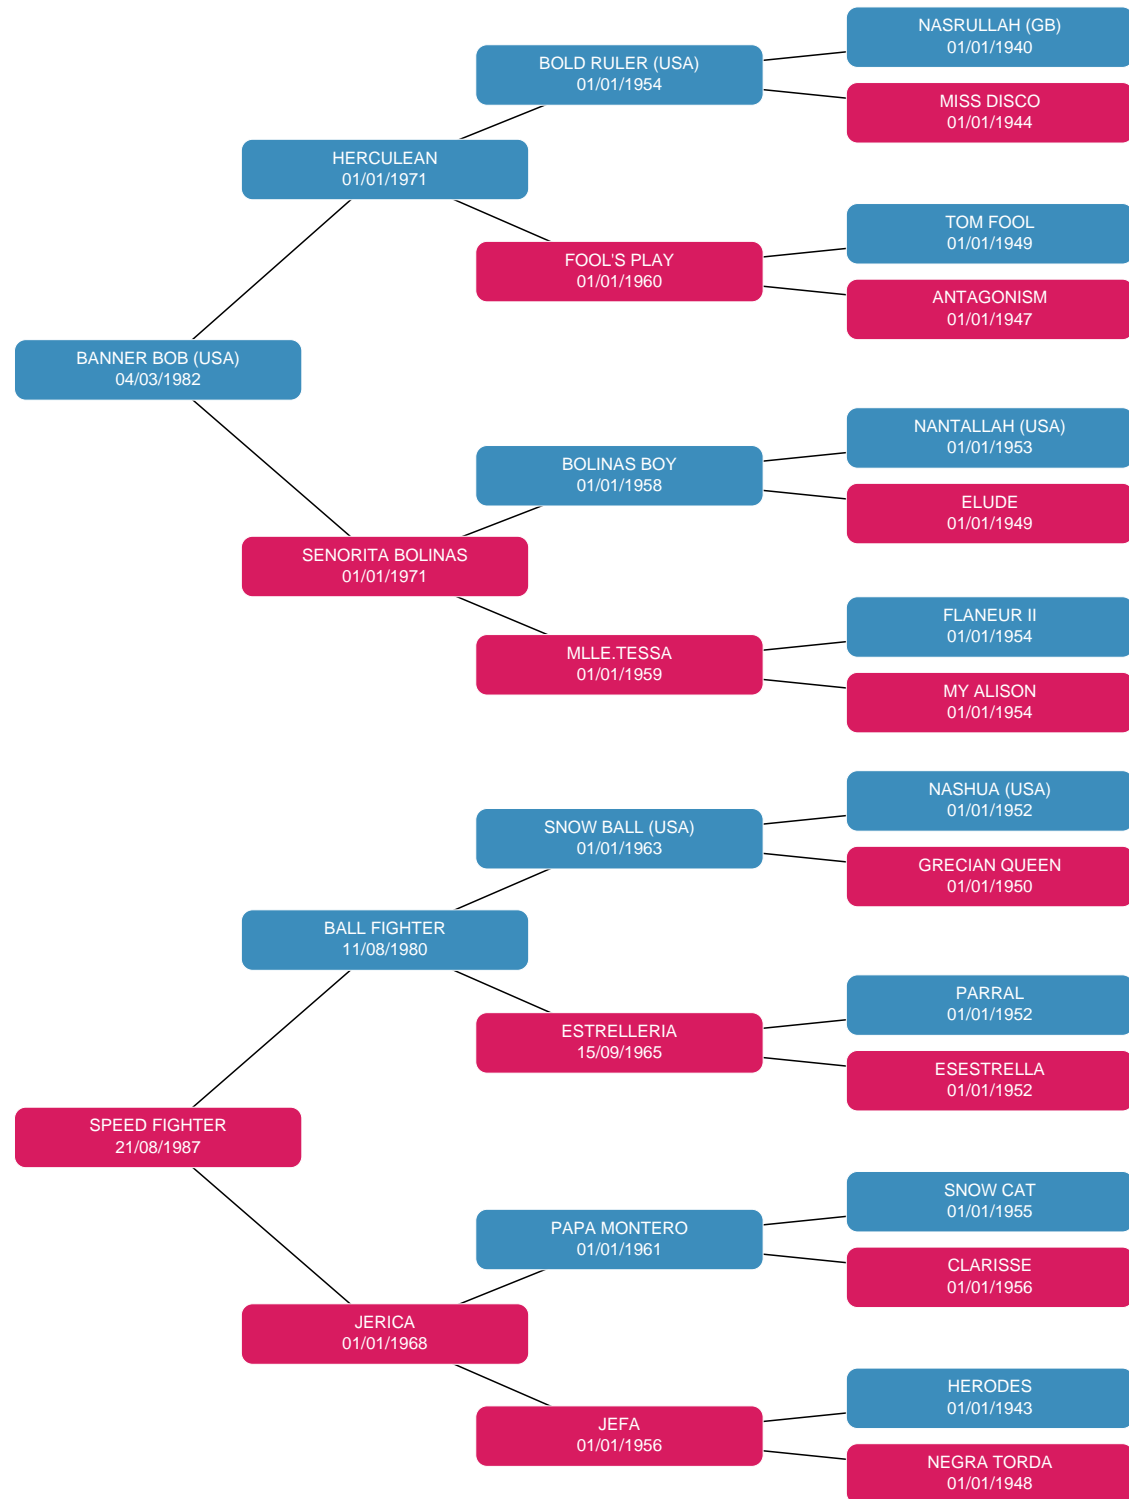 NASRULLAH (GB)
01/01/1940
BOLD RULER (USA)
01/01/1954
MISS DISCO
01/01/1944
HERCULEAN
01/01/1971
TOM FOOL
01/01/1949
FOOL'S PLAY
01/01/1960
ANTAGONISM
01/01/1947
BANNER BOB (USA)
04/03/1982
NANTALLAH (USA)
01/01/1953
BOLINAS BOY
01/01/1958
ELUDE
01/01/1949
SENORITA BOLINAS
01/01/1971
FLANEUR II
01/01/1954
MLLE.TESSA
01/01/1959
MY ALISON
01/01/1954
NASHUA (USA)
01/01/1952
SNOW BALL (USA)
01/01/1963
GRECIAN QUEEN
01/01/1950
BALL FIGHTER
11/08/1980
PARRAL
01/01/1952
ESTRELLERIA
15/09/1965
ESESTRELLA
01/01/1952
SPEED FIGHTER
21/08/1987
SNOW CAT
01/01/1955
PAPA MONTERO
01/01/1961
CLARISSE
01/01/1956
JERICA
01/01/1968
HERODES
01/01/1943
JEFA
01/01/1956
NEGRA TORDA
01/01/1948